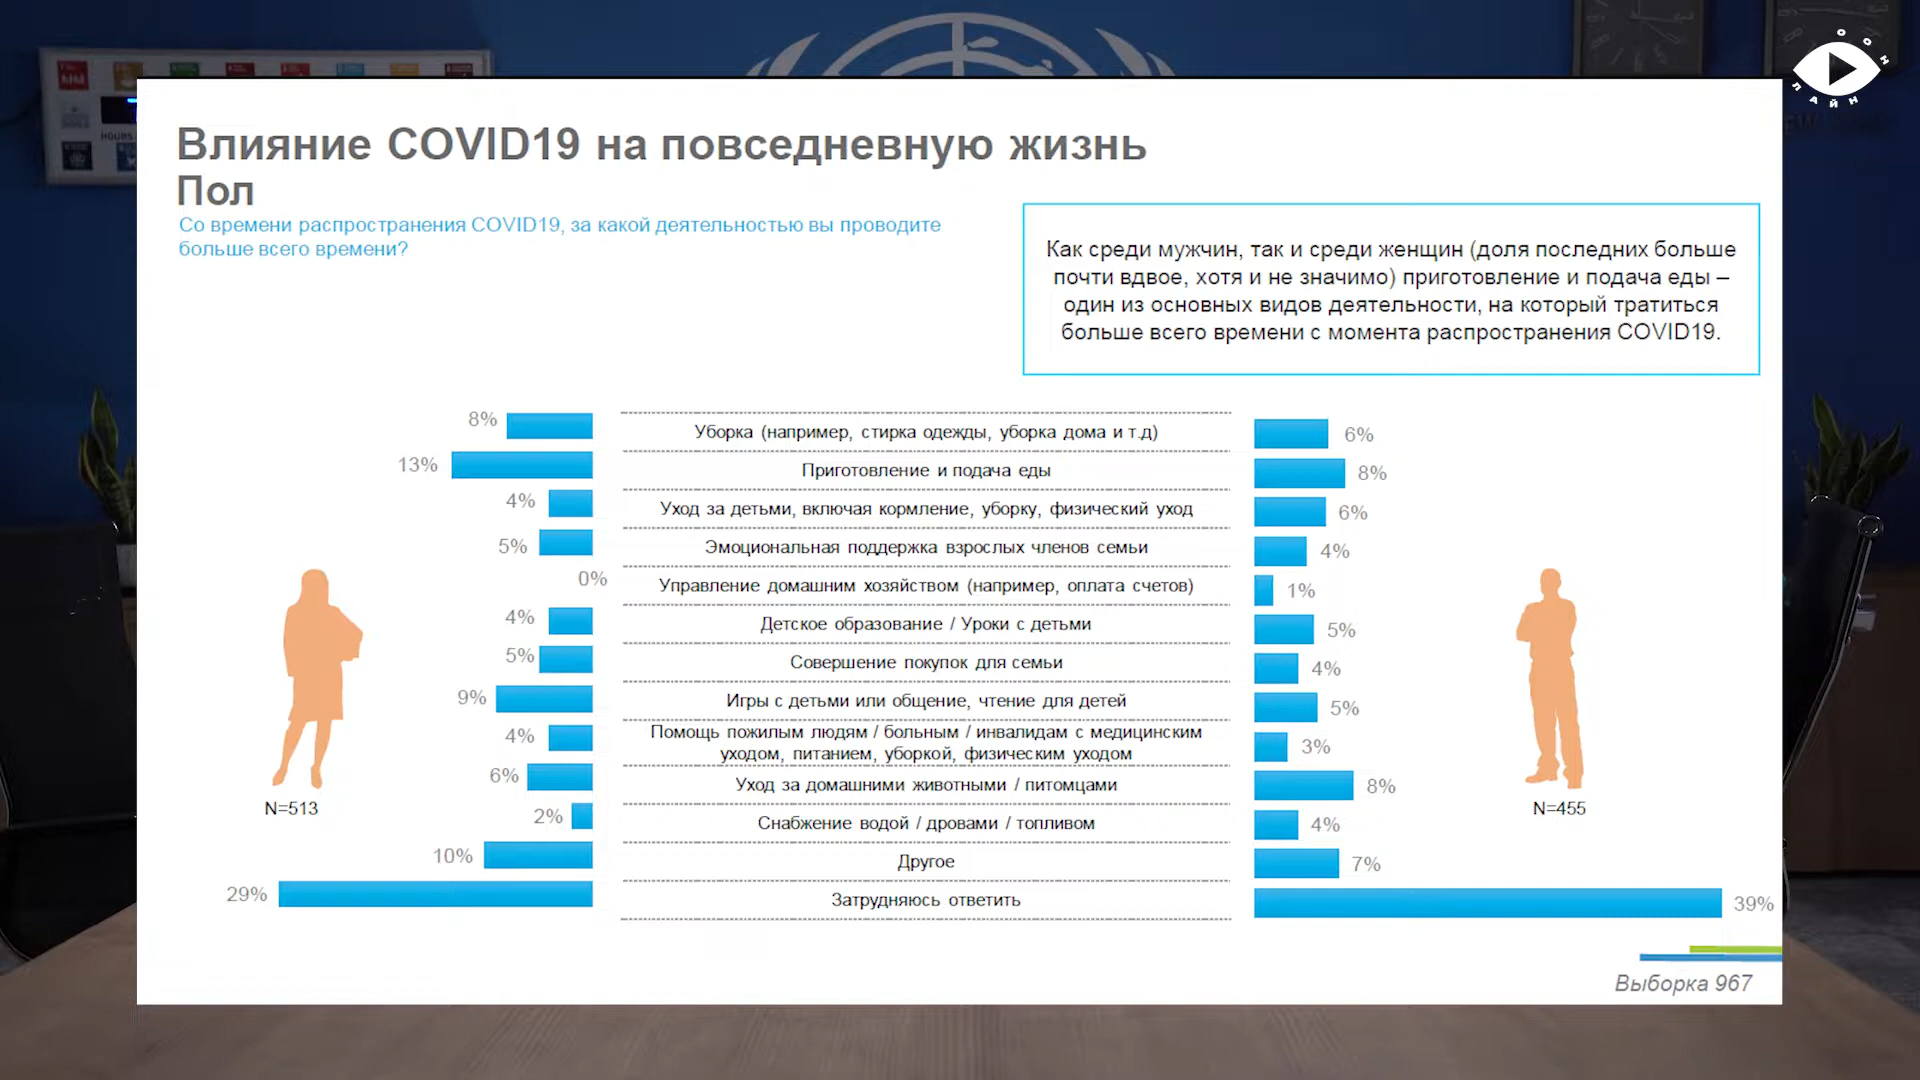 Влияние COVID19 на повседневную жизнь
Пол
Со времени распространения COVID19, за какой деятельностью вы проводите
больше всего времени?
Как среди мужчин, так и среди женщин (доля последних больше
почти вдвое, хотя и не значимо) приготовление и подача еды –
один из основных видов деятельности, на который тратиться
больше всего времени с момента распространения COVID19.
8% Уборка (например, стирка одежды, уборка дома и т.д) 6%
13% Приготовление и подача еды 8%
4% Уход за детьми, включая кормление, уборку, физический уход 6%
5% Эмоциональная поддержка взрослых членов семьи 4%
0% Управление домашним хозяйством (например, оплата счетов) 1%
4% Детское образование / Уроки с детьми 5%
5% Совершение покупок для семьи 4%
9% Игры с детьми или общение, чтение для детей 5%
4% Помощь пожилым людям / больным / инвалидам с медицинским
уходом, питанием, уборкой, физическим уходом 3%
6% Уход за домашними животными / питомцами 8%
2% Снабжение водой / дровами / топливом 4%
10% Другое 7%
29% Затрудняюсь ответить 39%
N=513
N=455
Выборка 967
ООН
ЛАЙН
HOURS